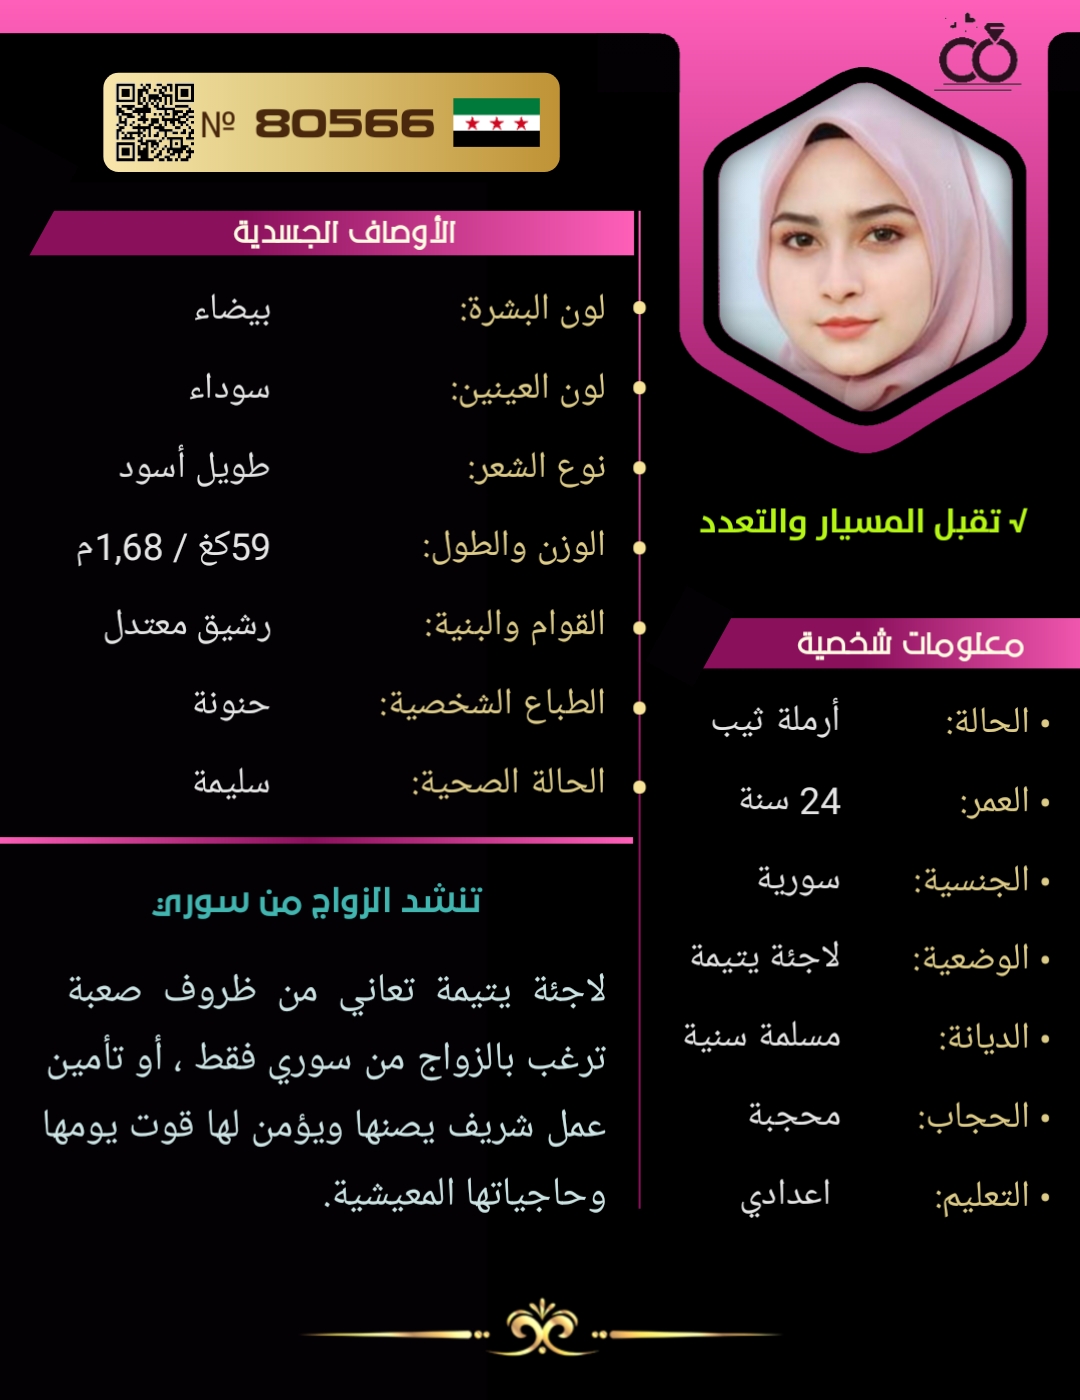 № 80566
الأوصاف الجسدية
لون البشرة: بيضاء
لون العينين: سوداء
نوع الشعر: طويل أسود
الوزن والطول: 59كغ / 1,68م
القوام والبنية: رشيق معتدل
الطباع الشخصية: حنونة
الحالة الصحية: سليمة
√ تقبل المسيار والتعدد
معلومات شخصية
• الحالة: أرملة ثيب
• العمر: 24 سنة
• الجنسية: سورية
• الوضعية: لاجئة يتيمة
• الديانة: مسلمة سنية
• الحجاب: محجبة
• التعليم: اعدادي
تنشد الزواج من سوري
لاجئة يتيمة تعاني من ظروف صعبة
ترغب بالزواج من سوري فقط ، أو تأمين
عمل شريف يصنها ويؤمن لها قوت يومها
وحاجياتها المعيشية.